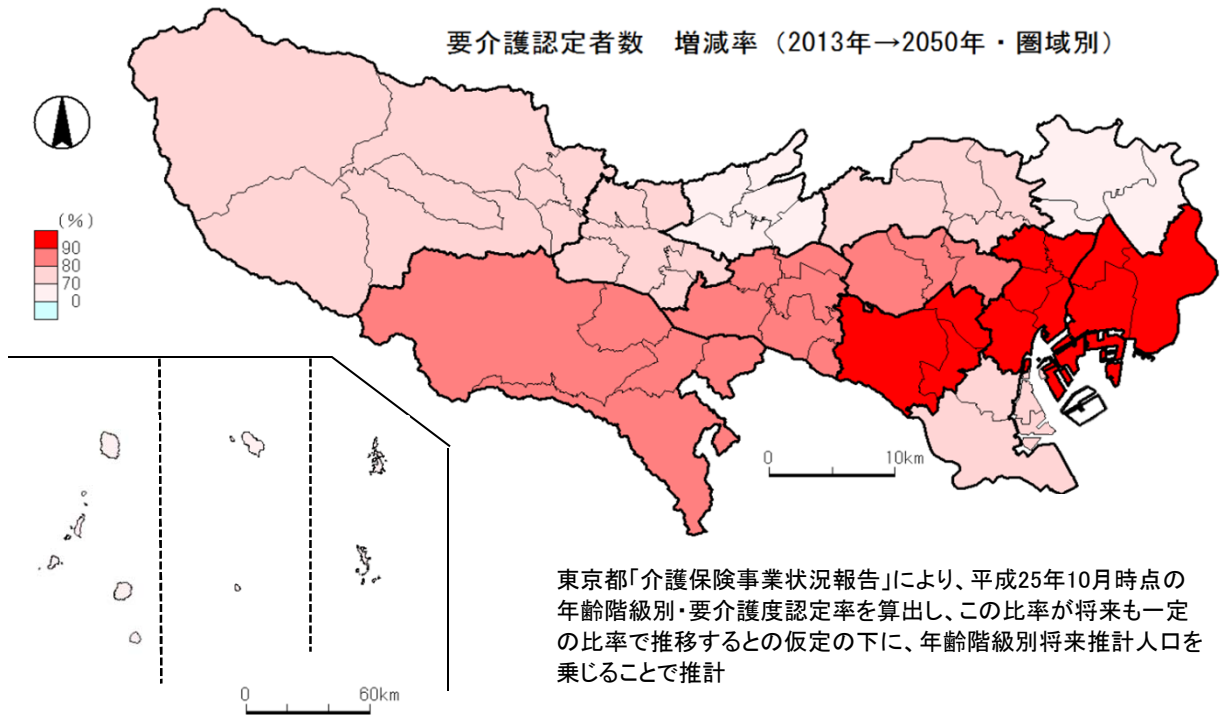 要介護認定者数　増減率（2013年→2050年・圏域別）
（％）
90
80
70
0
0 10km
0 60km
東京都「介護保険事業状況報告」により、平成25年10月時点の
年齢階級別・要介護度認定率を算出し、この比率が将来も一定
の比率で推移するとの仮定の下に、年齢階級別将来推計人口を
乗じることで推計